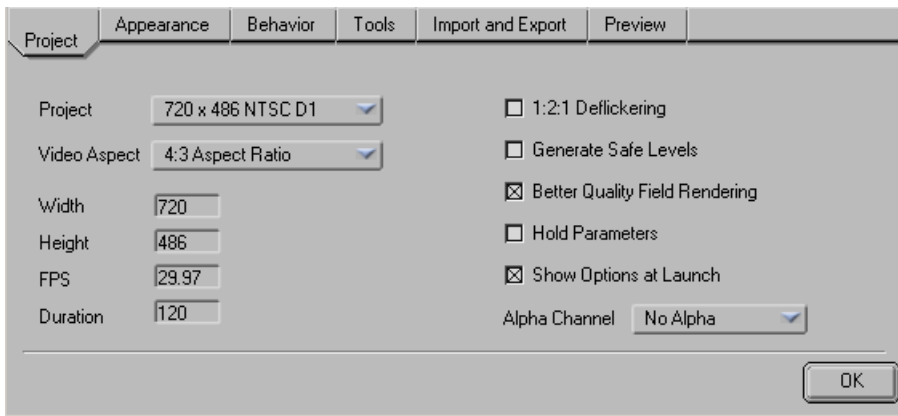 Project
Appearance
Behavior
Tools
Import and Export
Preview
Project 720 x 486 NTSC D1
Video Aspect 4:3 Aspect Ratio
Width 720
Height 486
FPS 29.97
Duration 120
1:2:1 Deflickering
Generate Safe Levels
Better Quality Field Rendering
Hold Parameters
Show Options at Launch
Alpha Channel No Alpha
OK